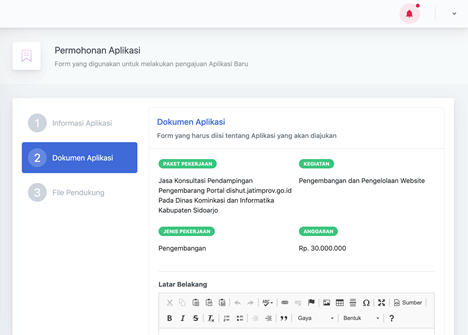 Permohonan Aplikasi
Form yang digunakan untuk melakukan pengajuan Aplikasi Baru
1 Informasi Aplikasi
2 Dokumen Aplikasi
3 File Pendukung
Dokumen Aplikasi
Form yang harus diisi tentang Aplikasi yang akan diajukan
PAKET PEKERJAAN
Jasa Konsultasi Pendampingan
Pengembarang Portal dishut.jatimprov.go.id
Pada Dinas Kominkasi dan Informatika
Kabupaten Sidoarjo
KEGIATAN
Pengembangan dan Pengelolaan Website
JENIS PEKERJAAN
Pengembangan
ANGGARAN
Rp. 30.000.000
Latar Belakang
Sumber
B I S Gaya Bentuk ?